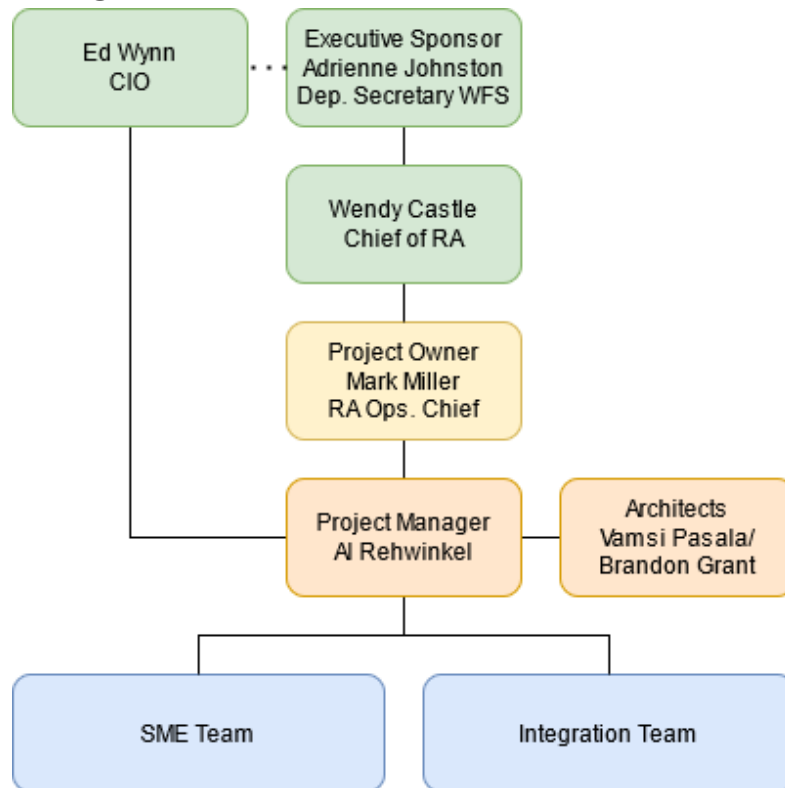 Ed Wynn
CIO
Executive Sponsor
Adrienne Johnston
Dep. Secretary WFS
Wendy Castle
Chief of RA
Project Owner
Mark Miller
RA Ops. Chief
Project Manager
Al Rehwinkel
Architects
Vamsi Pasala/
Brandon Grant
SME Team
Integration Team